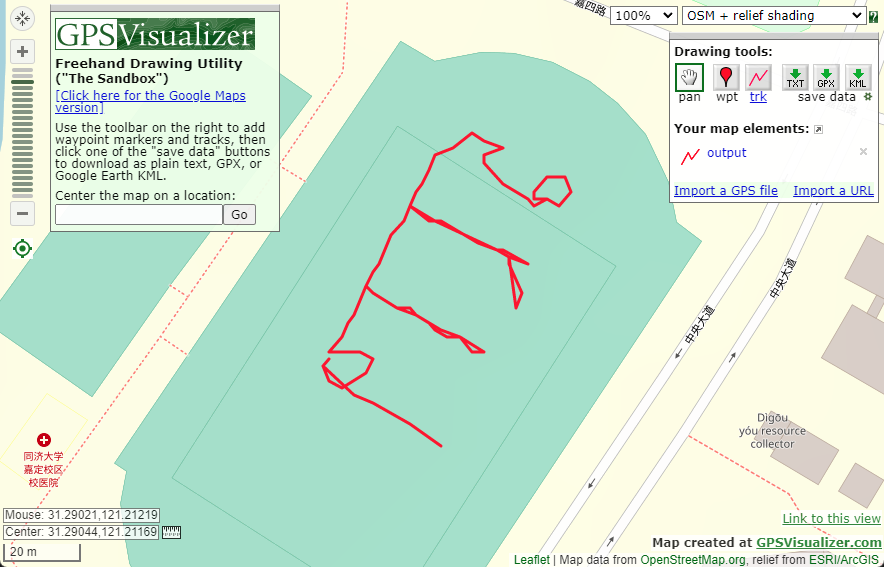 嘉四路
100%
OSM + relief shading
?
GPSVisualizer
Freehand Drawing Utility
("The Sandbox")
[Click here for the Google Maps
version]
Use the toolbar on the right to add
waypoint markers and tracks, then
click one of the "save data" buttons
to download as plain text, GPX, or
Google Earth KML.
Center the map on a location:
Go
Drawing tools:
TXT
GPX
KML
pan
wpt
trk
save data
Your map elements:
output
Import a GPS file
Import a URL
中央大道
中央大道
Dìgōu
yóu resource
collector
同济大学
嘉定校区
校医院
Mouse: 31.29021,121.21219
Center: 31.29044,121.21169
20 m
Link to this view
Map created at GPSVisualizer.com
Leaflet | Map data from OpenStreetMap.org, relief from ESRI/ArcGIS